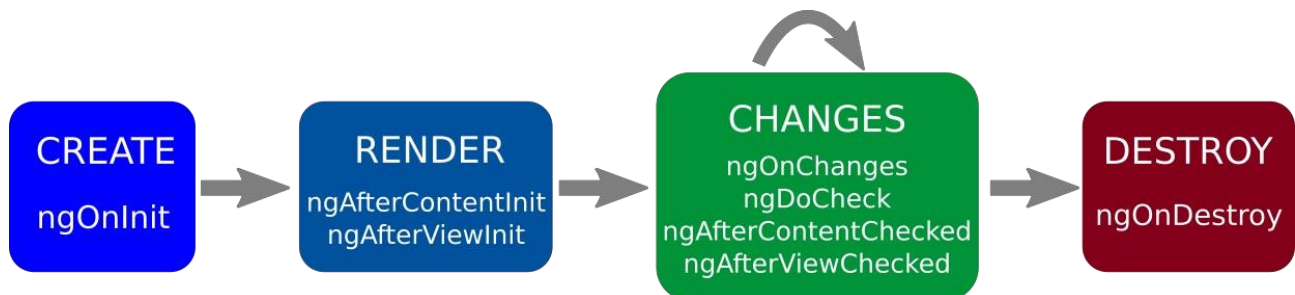 CREATE
ngOnInit
RENDER
ngAfterContentInit
ngAfterViewInit
CHANGES
ngOnChanges
ngDoCheck
ngAfterContentChecked
ngAfterViewChecked
DESTROY
ngOnDestroy